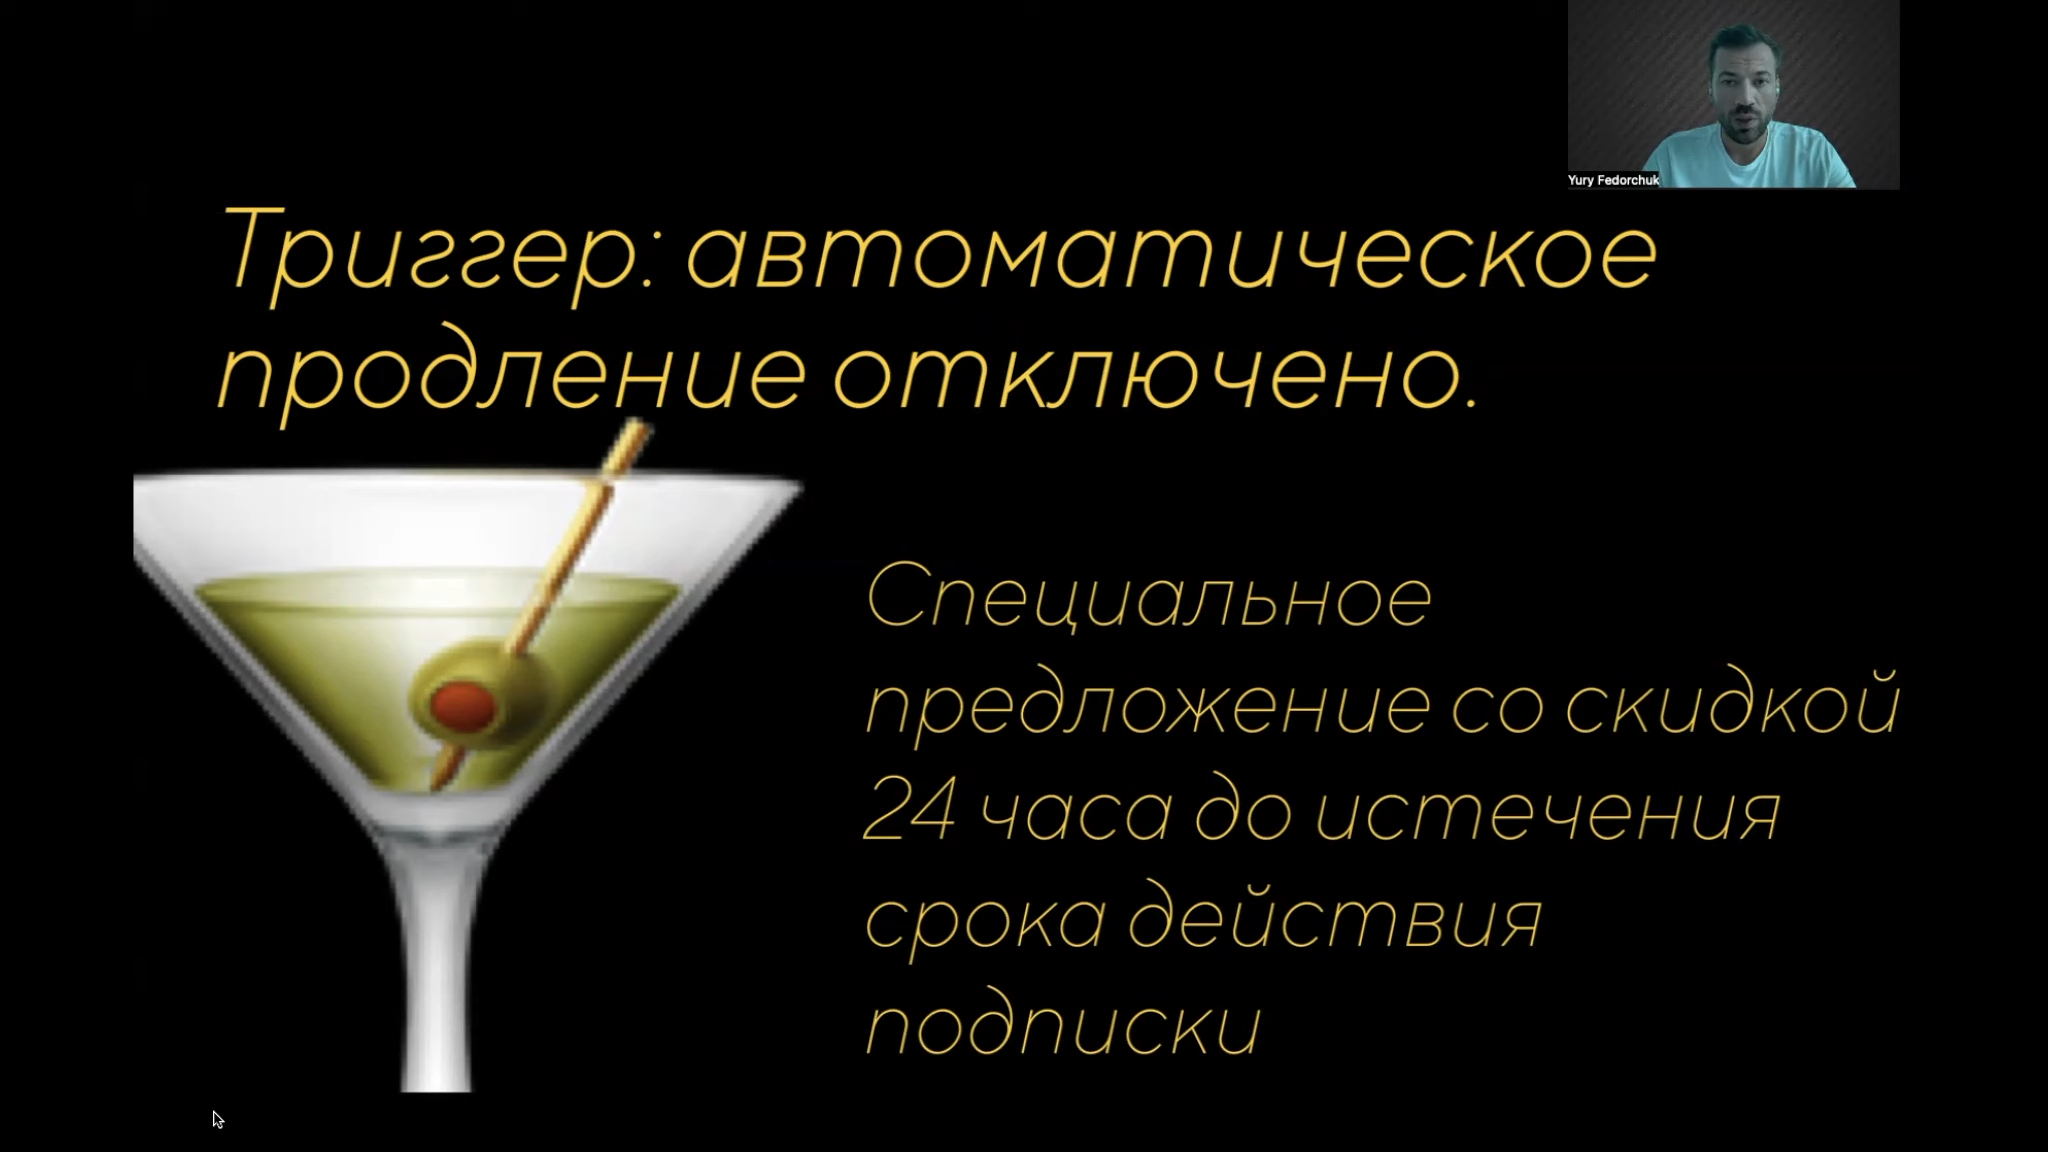 Yury Fedorchuk
Триггер: автоматическое
продление отключено.
Специальное
предложение со скидкой
24 часа до истечения
срока действия
подписки